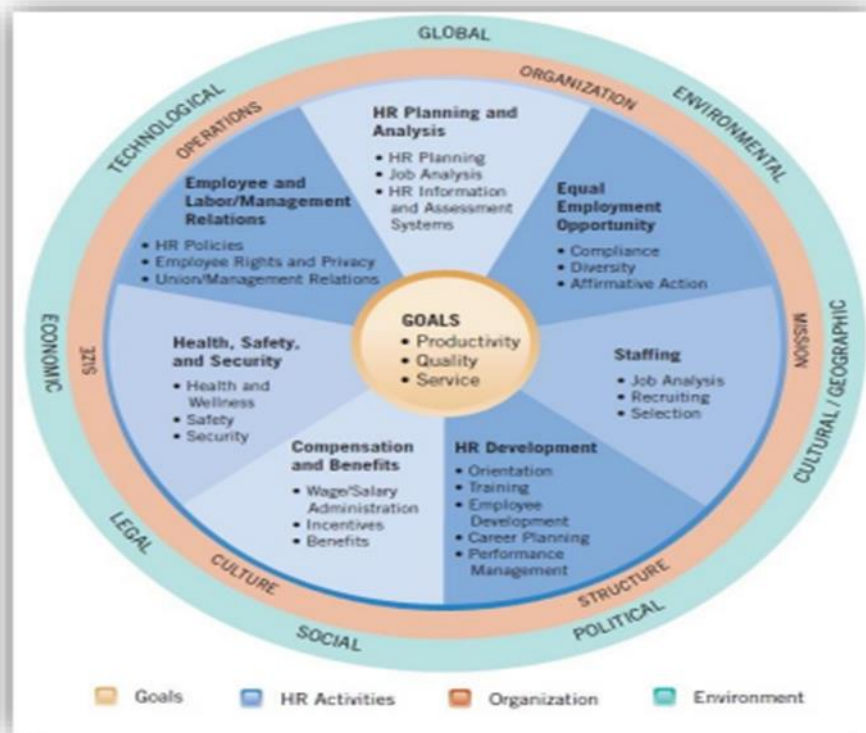 GLOBAL
ORGANIZATION
ENVIRONMENTAL
TECHNOLOGICAL
OPERATIONS
HR Planning and
Analysis
• HR Planning
• Job Analysis
• HR Information
and Assessment
Systems
Employee and
Labor/Management
Relations
• HR Policies
• Employee Rights and Privacy
• Union/Management Relations
Equal
Employment
Opportunity
• Compliance
• Diversity
• Affirmative Action
GOALS
• Productivity
• Quality
• Service
ECONOMIC
SIZE
Health, Safety,
and Security
• Health and
Wellness
• Safety
• Security
Staffing
• Job Analysis
• Recruiting
• Selection
MISSION
CULTURAL / GEOGRAPHIC
Compensation
and Benefits
• Wage/Salary
Administration
• Incentives
• Benefits
HR Development
• Orientation
• Training
• Employee
Development
• Career Planning
• Performance
Management
LEGAL
CULTURE
STRUCTURE
SOCIAL
POLITICAL
Goals
HR Activities
Organization
Environment